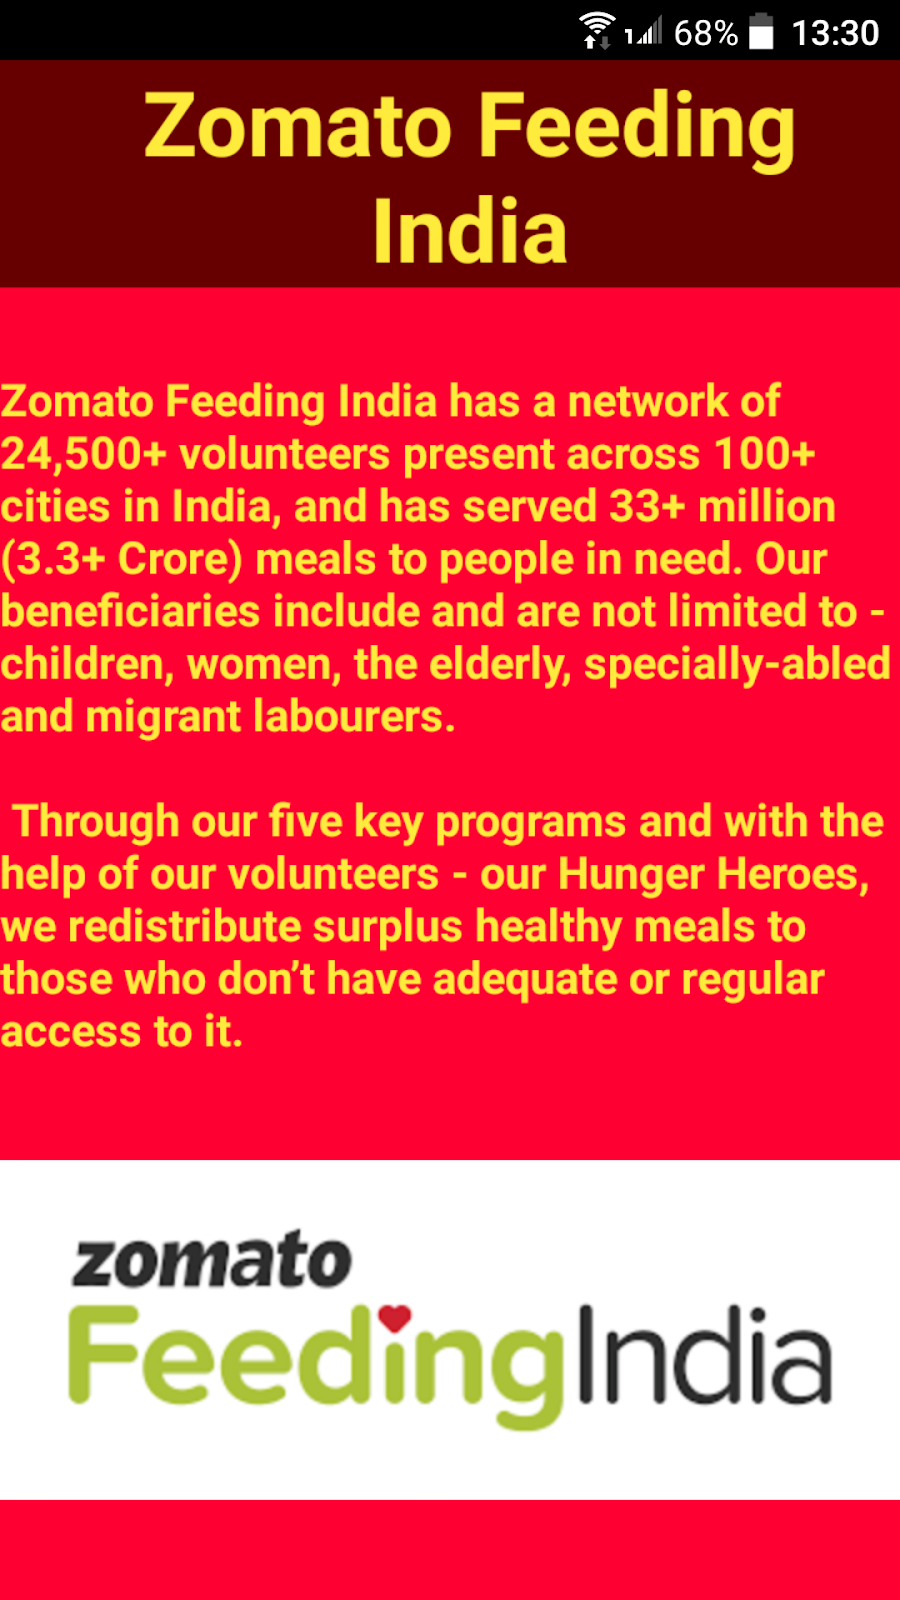 68% 13:30
Zomato Feeding
India
Zomato Feeding India has a network of
24,500+ volunteers present across 100+
cities in India, and has served 33+ million
(3.3+ Crore) meals to people in need. Our
beneficiaries include and are not limited to -
children, women, the elderly, specially-abled
and migrant labourers.
Through our five key programs and with the
help of our volunteers - our Hunger Heroes,
we redistribute surplus healthy meals to
those who don’t have adequate or regular
access to it.
zomato
FeedingIndia